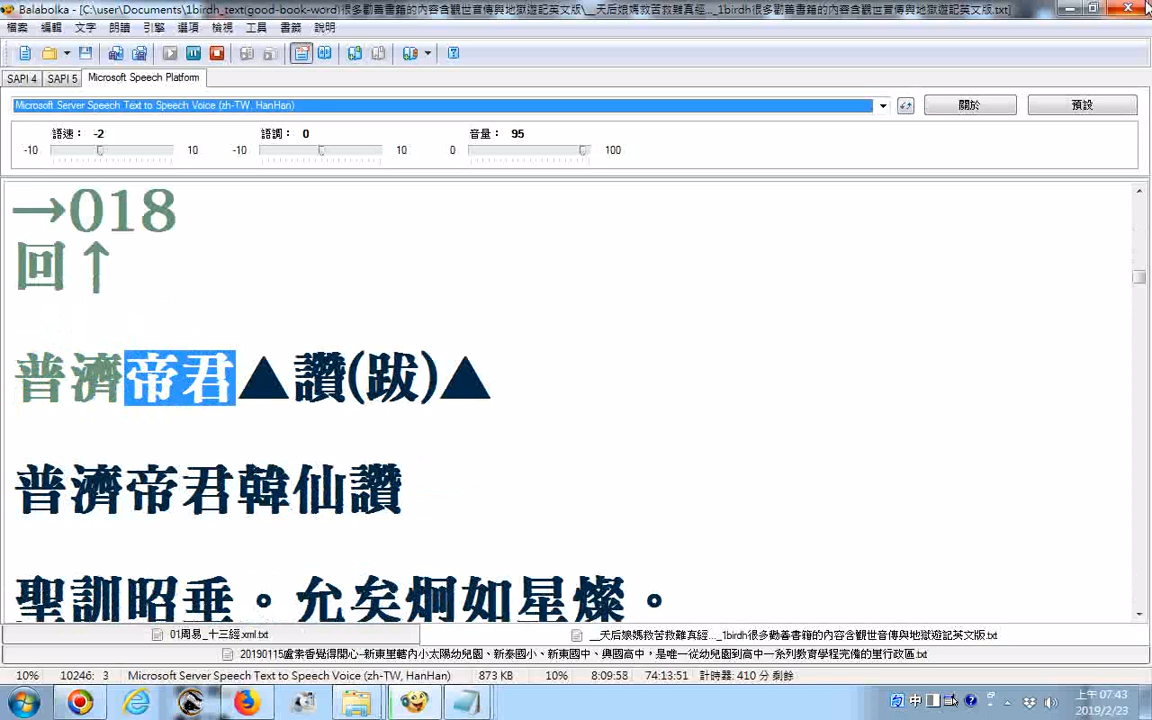 Balabolka - [C:\user\Documents\1birdh_text(good-book-word)很多勸善書籍的內容含觀世音傳與地獄遊記英文版\__天后娘媽救苦救難真經..._1birdh很多勸善書籍的內容含觀世音傳與地獄遊記英文版.txt]
檔案 編輯 文字 朗讀 引擎 選項 檢視 工具 書籤 說明
SAPI 4 SAPI 5 Microsoft Speech Platform
Microsoft Server Speech Text to Speech Voice (zh-TW, HanHan) 關於 預設
語速： -2 語調： 0 音量： 95
-10 10 -10 10 0 100
→018
回↑
普濟帝君▲讚(跋)▲
普濟帝君韓仙讚
聖訓昭垂。允矣炯如星燦。
01周易_十三經.xml.txt __天后娘媽救苦救難真經..._1birdh很多勸善書籍的內容含觀世音傳與地獄遊記英文版.txt
20190115盧素香覺得開心-新東里轄內小太陽幼兒園、新泰國小、新東國中、興國高中，是唯一從幼兒園到高中一系列教育學程完備的里行政區.txt
10% 10246: 3 Microsoft Server Speech Text to Speech Voice (zh-TW, HanHan) 873 KB 10% 8:09:58 74:13:51 計時器: 410 分 剩餘
中 上午 07:43
2019/2/23